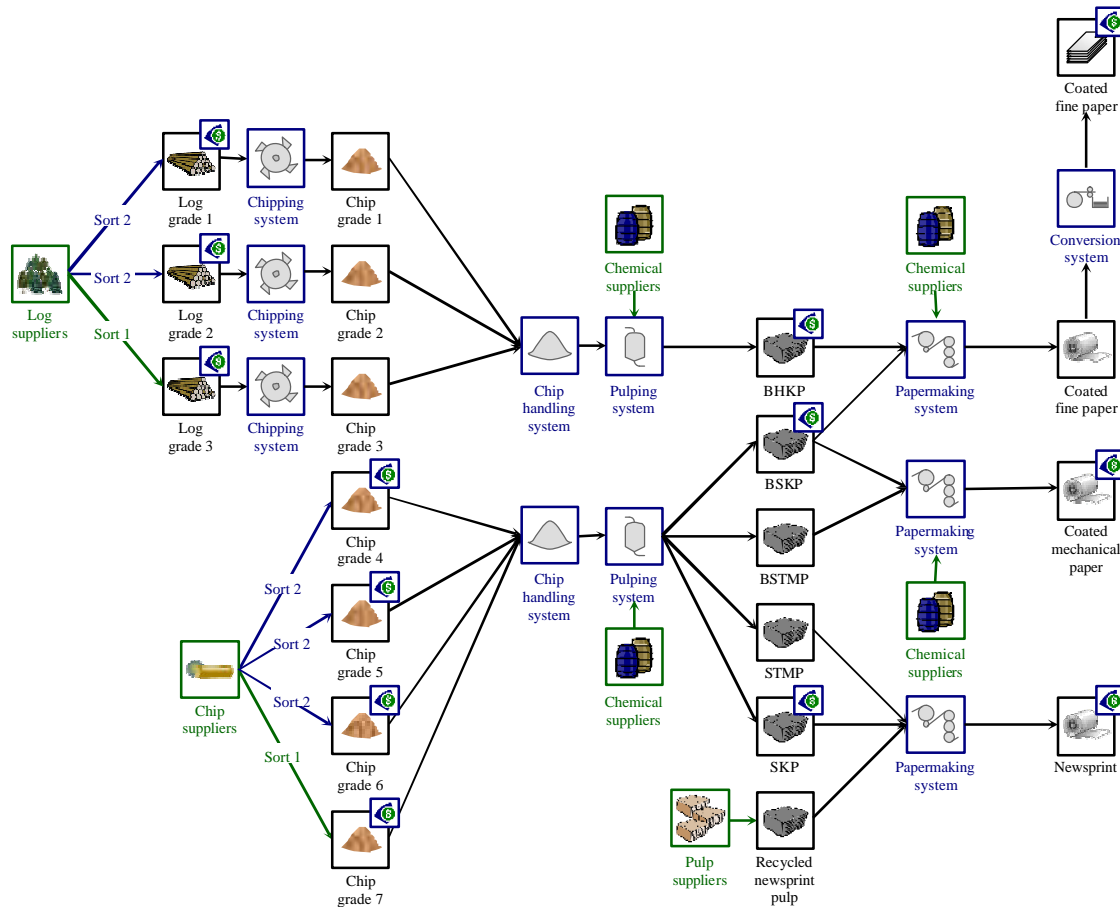 Coated
fine paper
Sort 2
Log
grade 1
Chipping
system
Chip
grade 1
Conversion
system
Chemical
suppliers
Chemical
suppliers
Sort 2
Log
suppliers
Sort 1
Log
grade 2
Chipping
system
Chip
grade 2
Chip
handling
system
Pulping
system
BHKP
Papermaking
system
Coated
fine paper
Log
grade 3
Chipping
system
Chip
grade 3
BSKP
Sort 2
Chip
grade 4
Chip
handling
system
Pulping
system
BSTMP
Papermaking
system
Coated
mechanical
paper
Sort 2
Chip
grade 5
STMP
Chemical
suppliers
Chemical
suppliers
Chip
suppliers
Sort 2
Sort 1
Chip
grade 6
SKP
Papermaking
system
Newsprint
Chip
grade 7
Pulp
suppliers
Recycled
newsprint
pulp